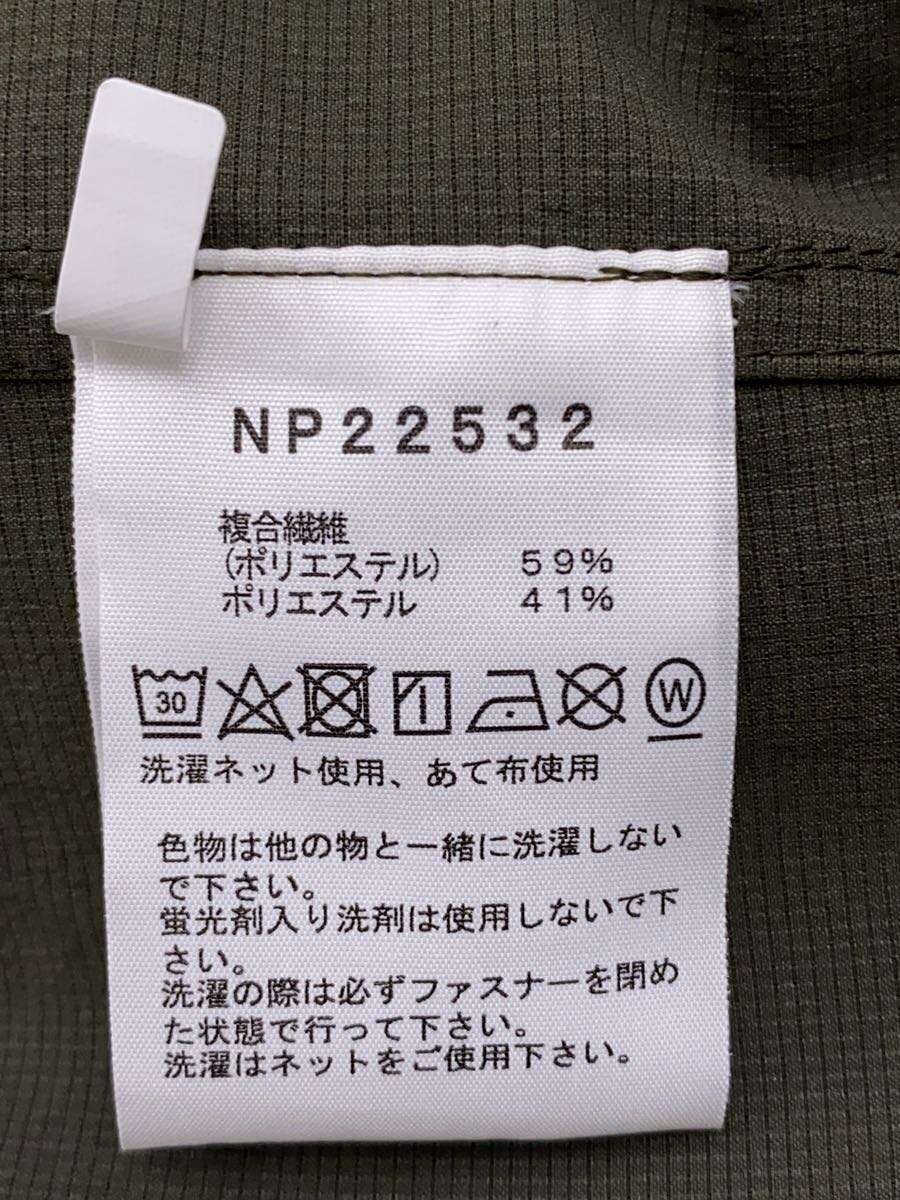 NP22532
複合繊維
(ポリエステル) 59%
ポリエステル 41%
30 W
洗濯ネット使用、あて布使用
色物は他の物と一緒に洗濯しない
で下さい。
蛍光剤入り洗剤は使用しないで下
さい。
洗濯の際は必ずファスナーを閉め
た状態で行って下さい。
洗濯はネットをご使用下さい。